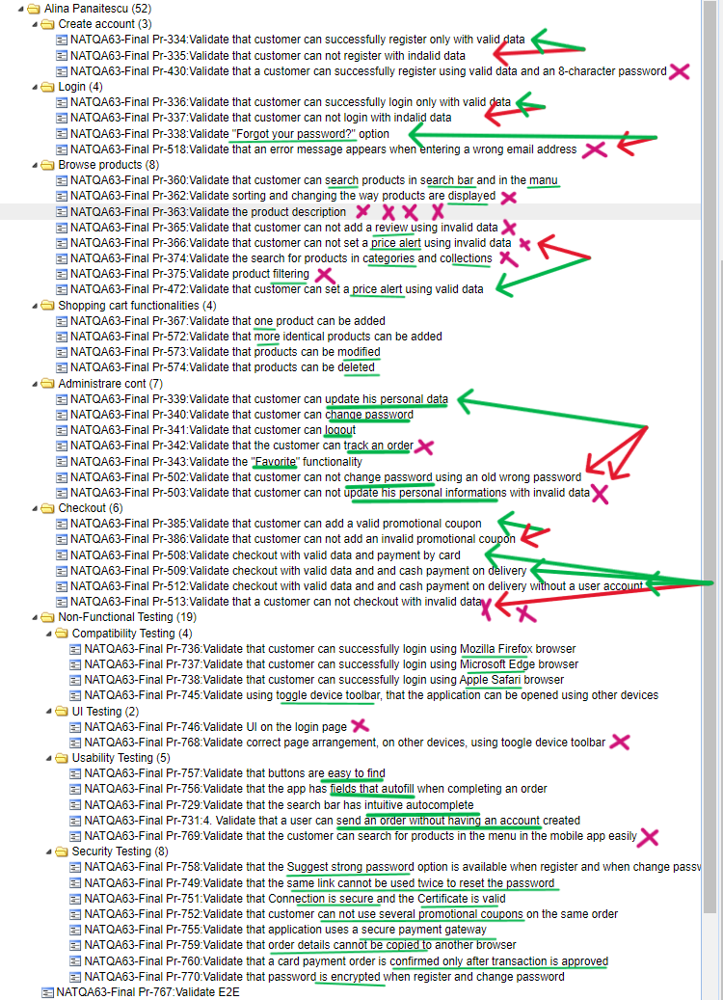 Alina Panaitescu (52)
Create account (3)
NATQA63-Final Pr-334:Validate that customer can successfully register only with valid data
NATQA63-Final Pr-335:Validate that customer can not register with indalid data
NATQA63-Final Pr-430:Validate that a customer can successfully register using valid data and an 8-character password
Login (4)
NATQA63-Final Pr-336:Validate that customer can successfully login only with valid data
NATQA63-Final Pr-337:Validate that customer can not login with indalid data
NATQA63-Final Pr-338:Validate "Forgot your password?" option
NATQA63-Final Pr-518:Validate that an error message appears when entering a wrong email address
Browse products (8)
NATQA63-Final Pr-360:Validate that customer can search products in search bar and in the manu
NATQA63-Final Pr-362:Validate sorting and changing the way products are displayed
NATQA63-Final Pr-363:Validate the product description
NATQA63-Final Pr-365:Validate that customer can not add a review using invalid data
NATQA63-Final Pr-366:Validate that customer can not set a price alert using invalid data
NATQA63-Final Pr-374:Validate the search for products in categories and collections
NATQA63-Final Pr-375:Validate product filtering
NATQA63-Final Pr-472:Validate that customer can set a price alert using valid data
Shopping cart functionalities (4)
NATQA63-Final Pr-367:Validate that one product can be added
NATQA63-Final Pr-572:Validate that more identical products can be added
NATQA63-Final Pr-573:Validate that products can be modified
NATQA63-Final Pr-574:Validate that products can be deleted
Administrare cont (7)
NATQA63-Final Pr-339:Validate that customer can update his personal data
NATQA63-Final Pr-340:Validate that customer can change password
NATQA63-Final Pr-341:Validate that customer can logout
NATQA63-Final Pr-342:Validate that the customer can track an order
NATQA63-Final Pr-343:Validate the "Favorite" functionality
NATQA63-Final Pr-502:Validate that customer can not change password using an old wrong password
NATQA63-Final Pr-503:Validate that customer can not update his personal informations with invalid data
Checkout (6)
NATQA63-Final Pr-385:Validate that customer can add a valid promotional coupon
NATQA63-Final Pr-386:Validate that customer can not add an invalid promotional coupon
NATQA63-Final Pr-508:Validate checkout with valid data and payment by card
NATQA63-Final Pr-509:Validate checkout with valid data and and cash payment on delivery
NATQA63-Final Pr-512:Validate checkout with valid data and and cash payment on delivery without a user account
NATQA63-Final Pr-513:Validate that a customer can not checkout with invalid data
Non-Functional Testing (19)
Compatibility Testing (4)
NATQA63-Final Pr-736:Validate that customer can successfully login using Mozilla Firefox browser
NATQA63-Final Pr-737:Validate that customer can successfully login using Microsoft Edge browser
NATQA63-Final Pr-738:Validate that customer can successfully login using Apple Safari browser
NATQA63-Final Pr-745:Validate using toggle device toolbar, that the application can be opened using other devices
UI Testing (2)
NATQA63-Final Pr-746:Validate UI on the login page
NATQA63-Final Pr-768:Validate correct page arrangement, on other devices, using toogle device toolbar
Usability Testing (5)
NATQA63-Final Pr-757:Validate that buttons are easy to find
NATQA63-Final Pr-756:Validate that the app has fields that autofill when completing an order
NATQA63-Final Pr-729:Validate that the search bar has intuitive autocomplete
NATQA63-Final Pr-731:4. Validate that a user can send an order without having an account created
NATQA63-Final Pr-769:Validate that the customer can search for products in the menu in the mobile app easily
Security Testing (8)
NATQA63-Final Pr-758:Validate that the Suggest strong password option is available when register and when change passw
NATQA63-Final Pr-749:Validate that the same link cannot be used twice to reset the password
NATQA63-Final Pr-751:Validate that Connection is secure and the Certificate is valid
NATQA63-Final Pr-752:Validate that customer can not use several promotional coupons on the same order
NATQA63-Final Pr-755:Validate that application uses a secure payment gateway
NATQA63-Final Pr-759:Validate that order details cannot be copied to another browser
NATQA63-Final Pr-760:Validate that a card payment order is confirmed only after transaction is approved
NATQA63-Final Pr-770:Validate that password is encrypted when register and change password
NATQA63-Final Pr-767:Validate E2E